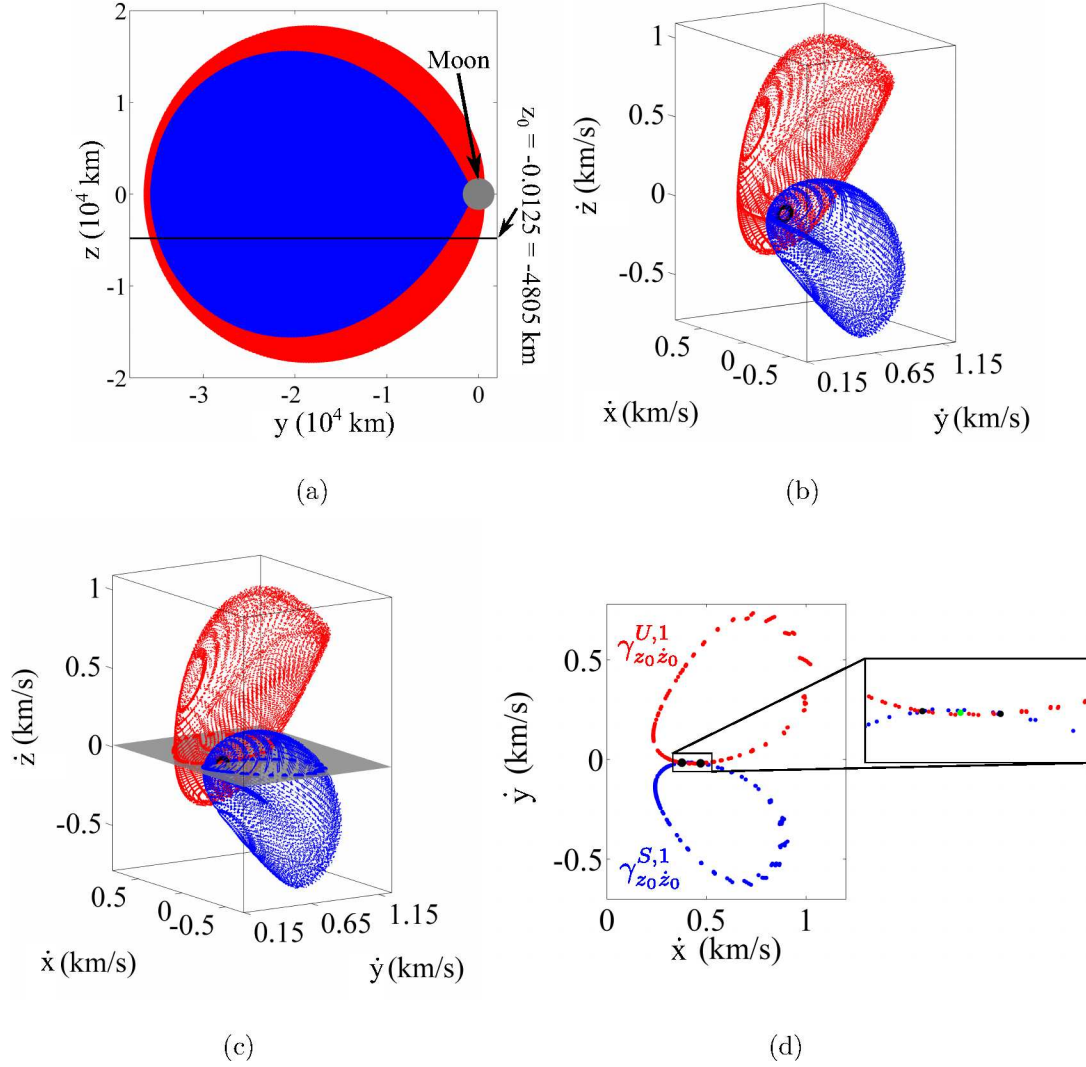 2
1
0
-1
-2
z (10⁴ km)
-3
-2
-1
0
y (10⁴ km)
Moon
z₀ = -0.0125 = -4805 km
(a)
1
0.5
0
-0.5
ż (km/s)
0.5
0
-0.5
ẋ (km/s)
0.15
0.65
1.15
ẏ (km/s)
(b)
1
0.5
0
-0.5
ż (km/s)
0.5
0
-0.5
ẋ (km/s)
0.15
0.65
1.15
ẏ (km/s)
(c)
0.5
0
-0.5
ẏ (km/s)
γ^{U,1}_{z₀ż₀}
γ^{S,1}_{z₀ż₀}
0
0.5
1
ẋ (km/s)
(d)